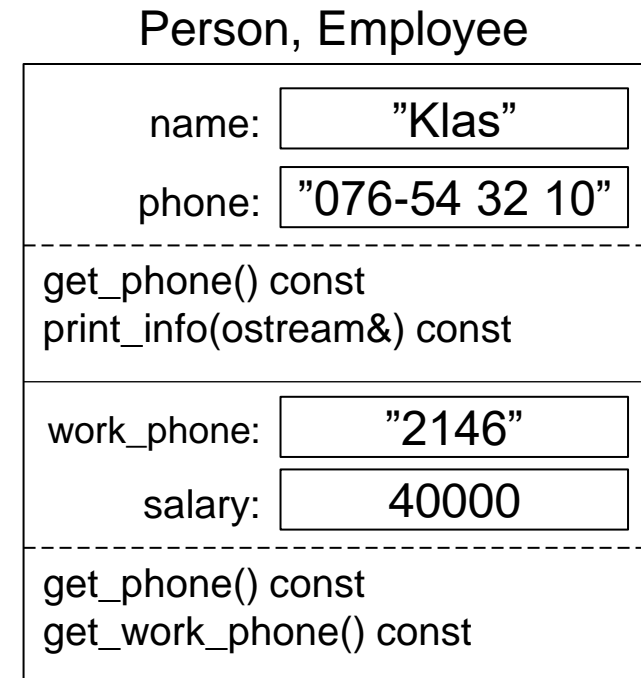 Person, Employee
name: ”Klas”
phone: ”076-54 32 10”
get_phone() const
print_info(ostream&) const
work_phone: ”2146”
salary: 40000
get_phone() const
get_work_phone() const